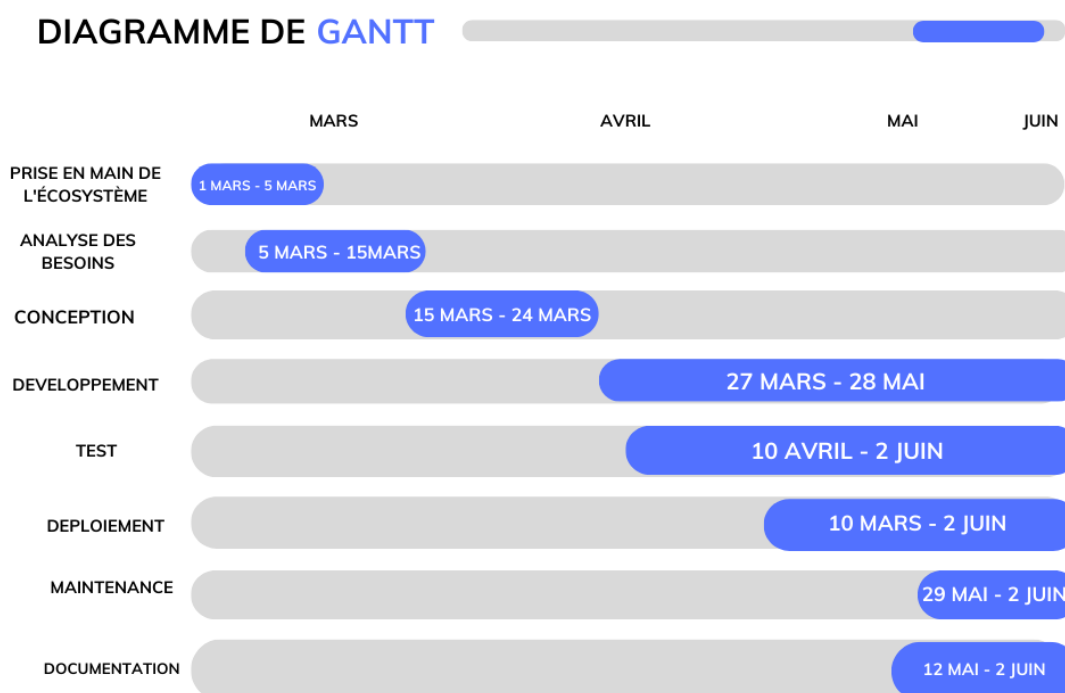 DIAGRAMME DE GANTT
MARS AVRIL MAI JUIN
PRISE EN MAIN DE
L'ÉCOSYSTÈME
1 MARS - 5 MARS
ANALYSE DES
BESOINS
5 MARS - 15MARS
CONCEPTION
15 MARS - 24 MARS
DEVELOPPEMENT
27 MARS - 28 MAI
TEST
10 AVRIL - 2 JUIN
DEPLOIEMENT
10 MARS - 2 JUIN
MAINTENANCE
29 MAI - 2 JUIN
DOCUMENTATION
12 MAI - 2 JUIN